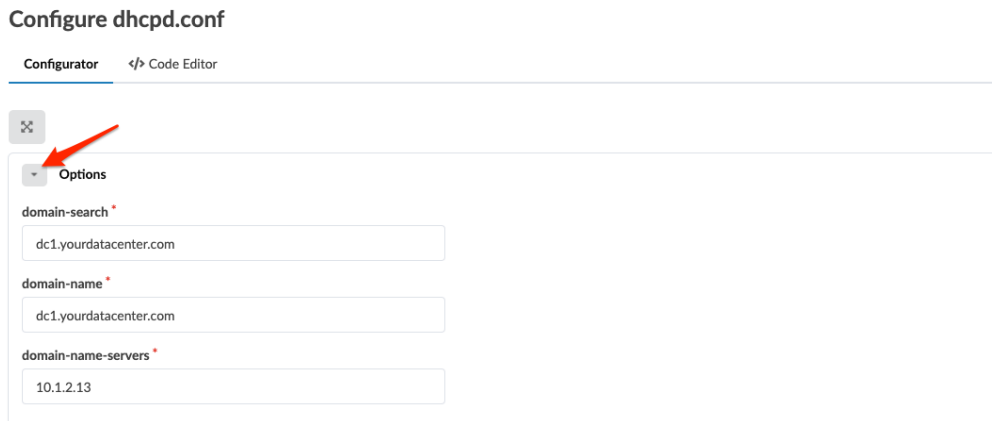 Configure dhcpd.conf
Configurator </> Code Editor
Options
domain-search *
dc1.yourdatacenter.com
domain-name *
dc1.yourdatacenter.com
domain-name-servers *
10.1.2.13